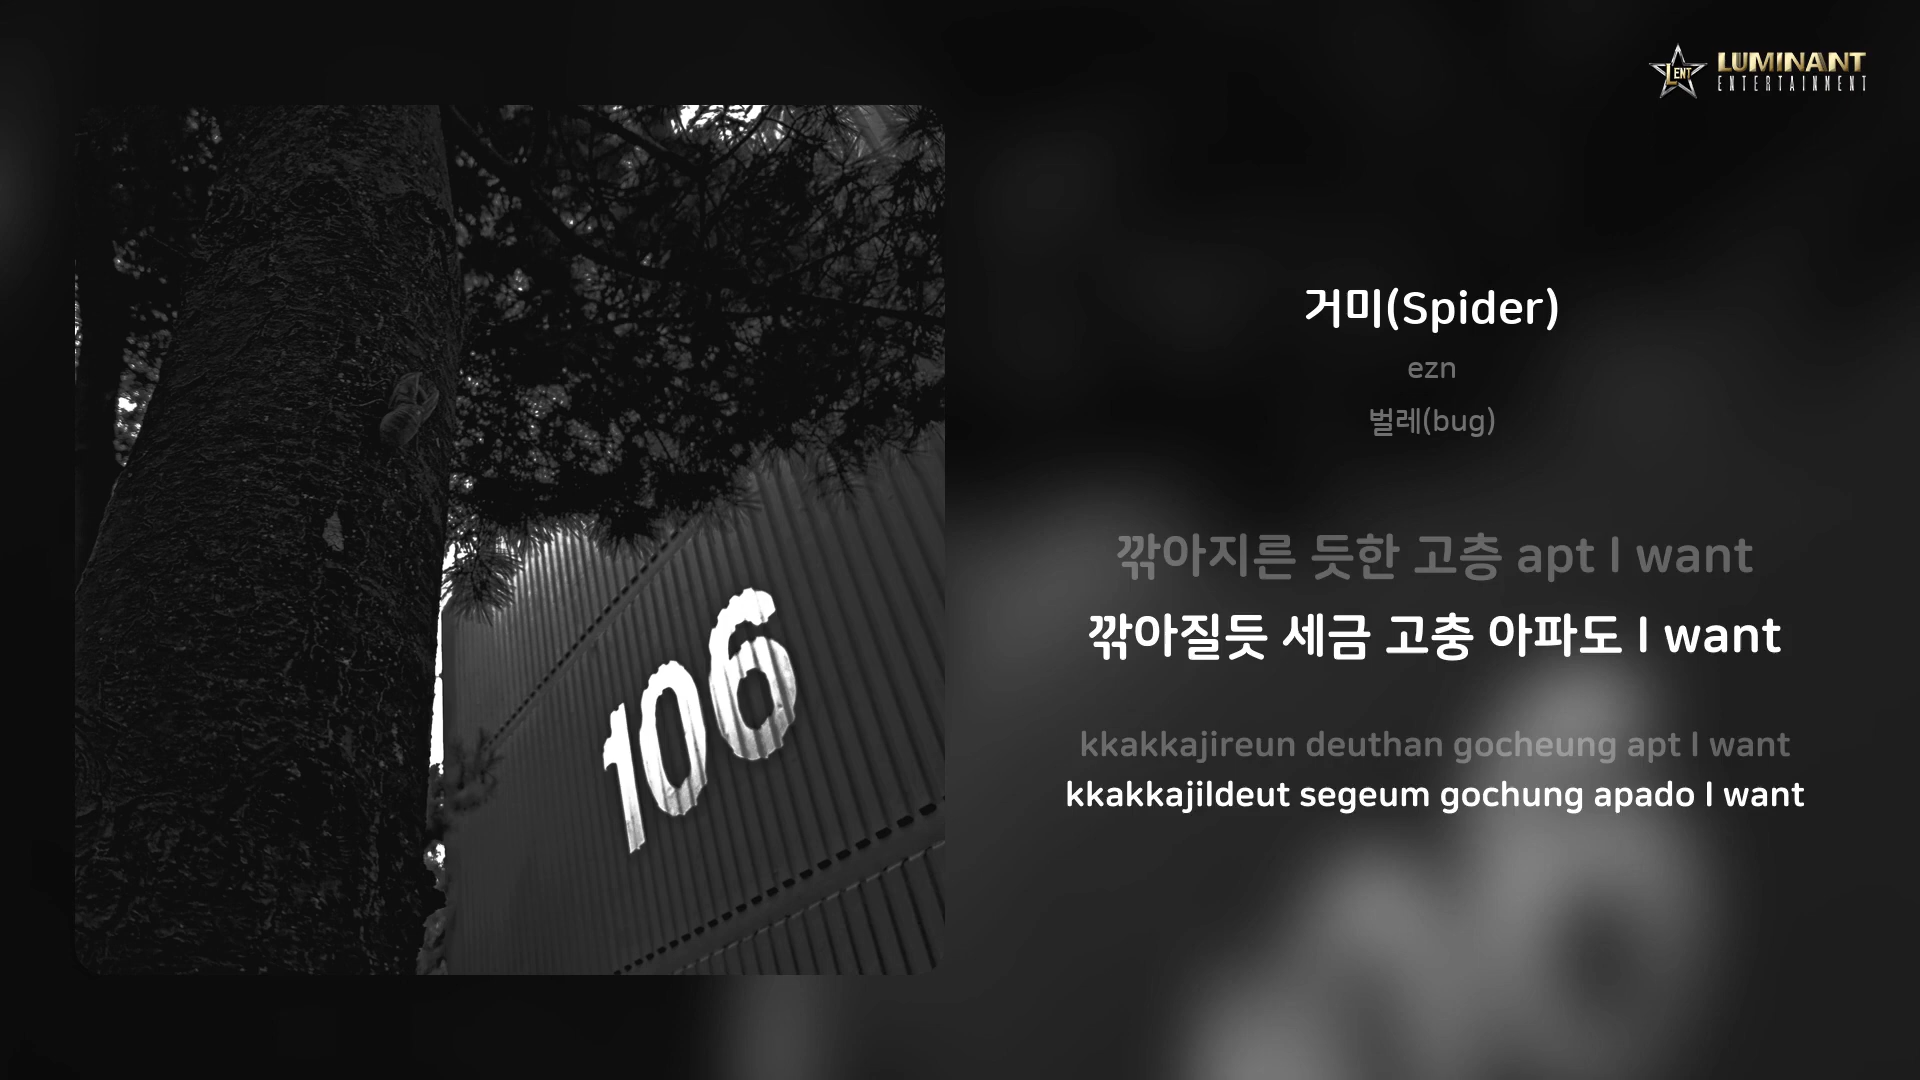 LENT
LUMINANT
ENTERTAINMENT
거미(Spider)
ezn
벌레(bug)
깎아지른 듯한 고층 apt I want
깎아질듯 세금 고충 아파도 I want
kkakkajireun deuthan gocheung apt I want
kkakkajildeut segeum gochung apado I want
106